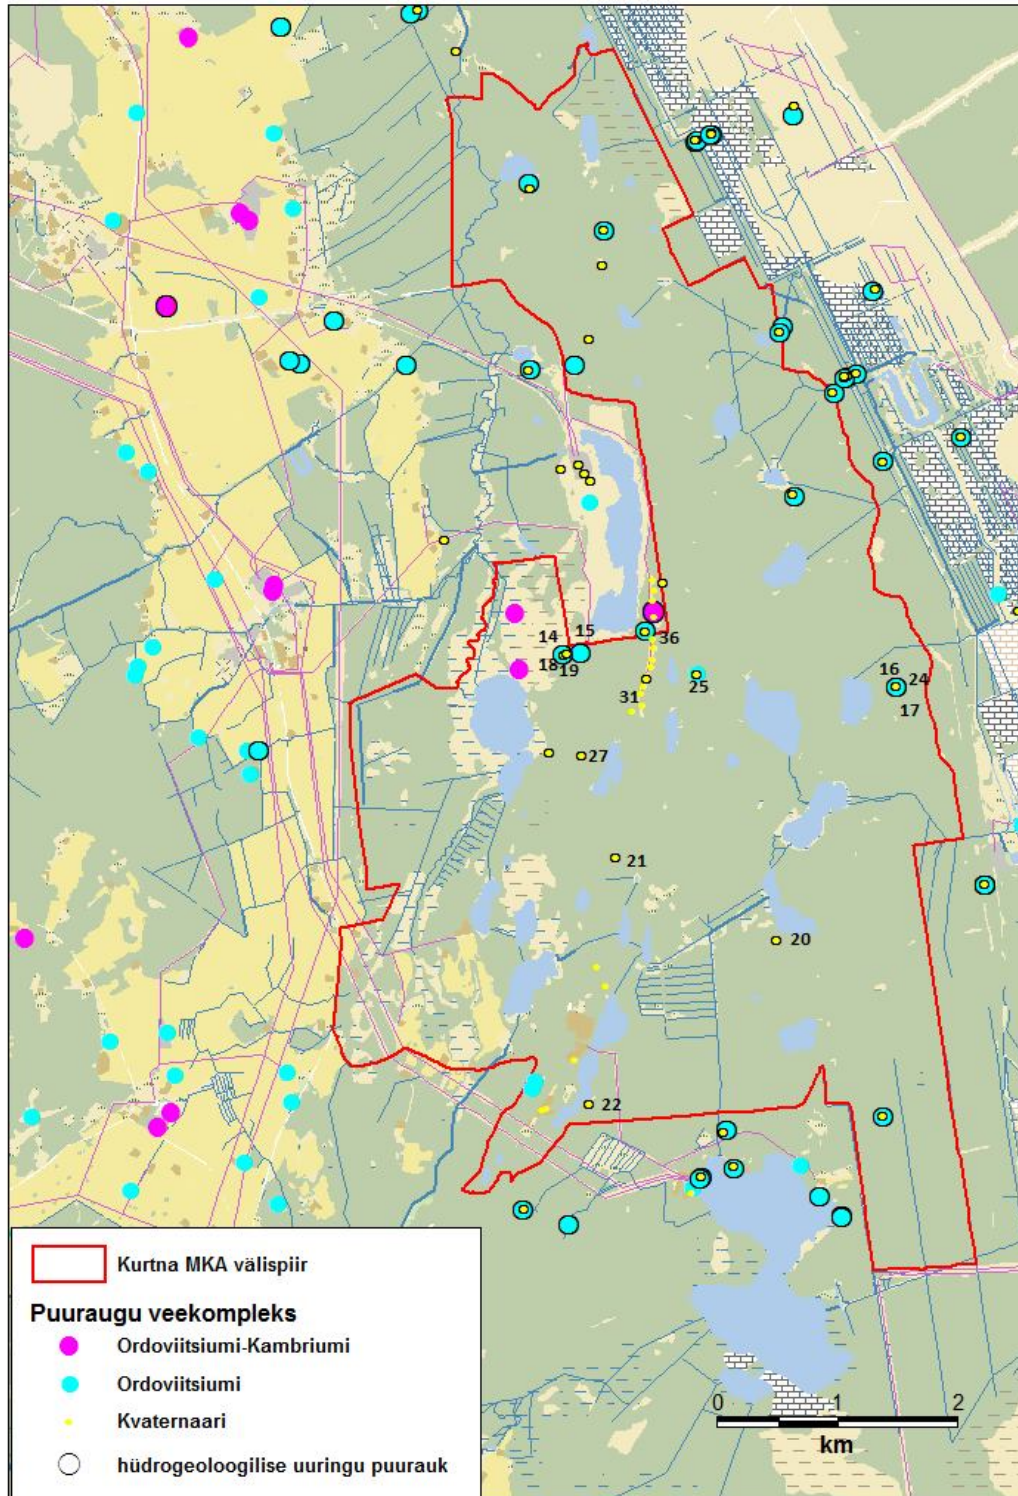 14
15
36
18
19
16
24
17
25
31
27
21
20
22
Kurtna MKA välispiir
Puuraugu veekompleks
Ordoviitsiumi-Kambriumi
Ordoviitsiumi
Kvaternaari
hüdrogeoloogilise uuringu puurauk
0 1 2
km